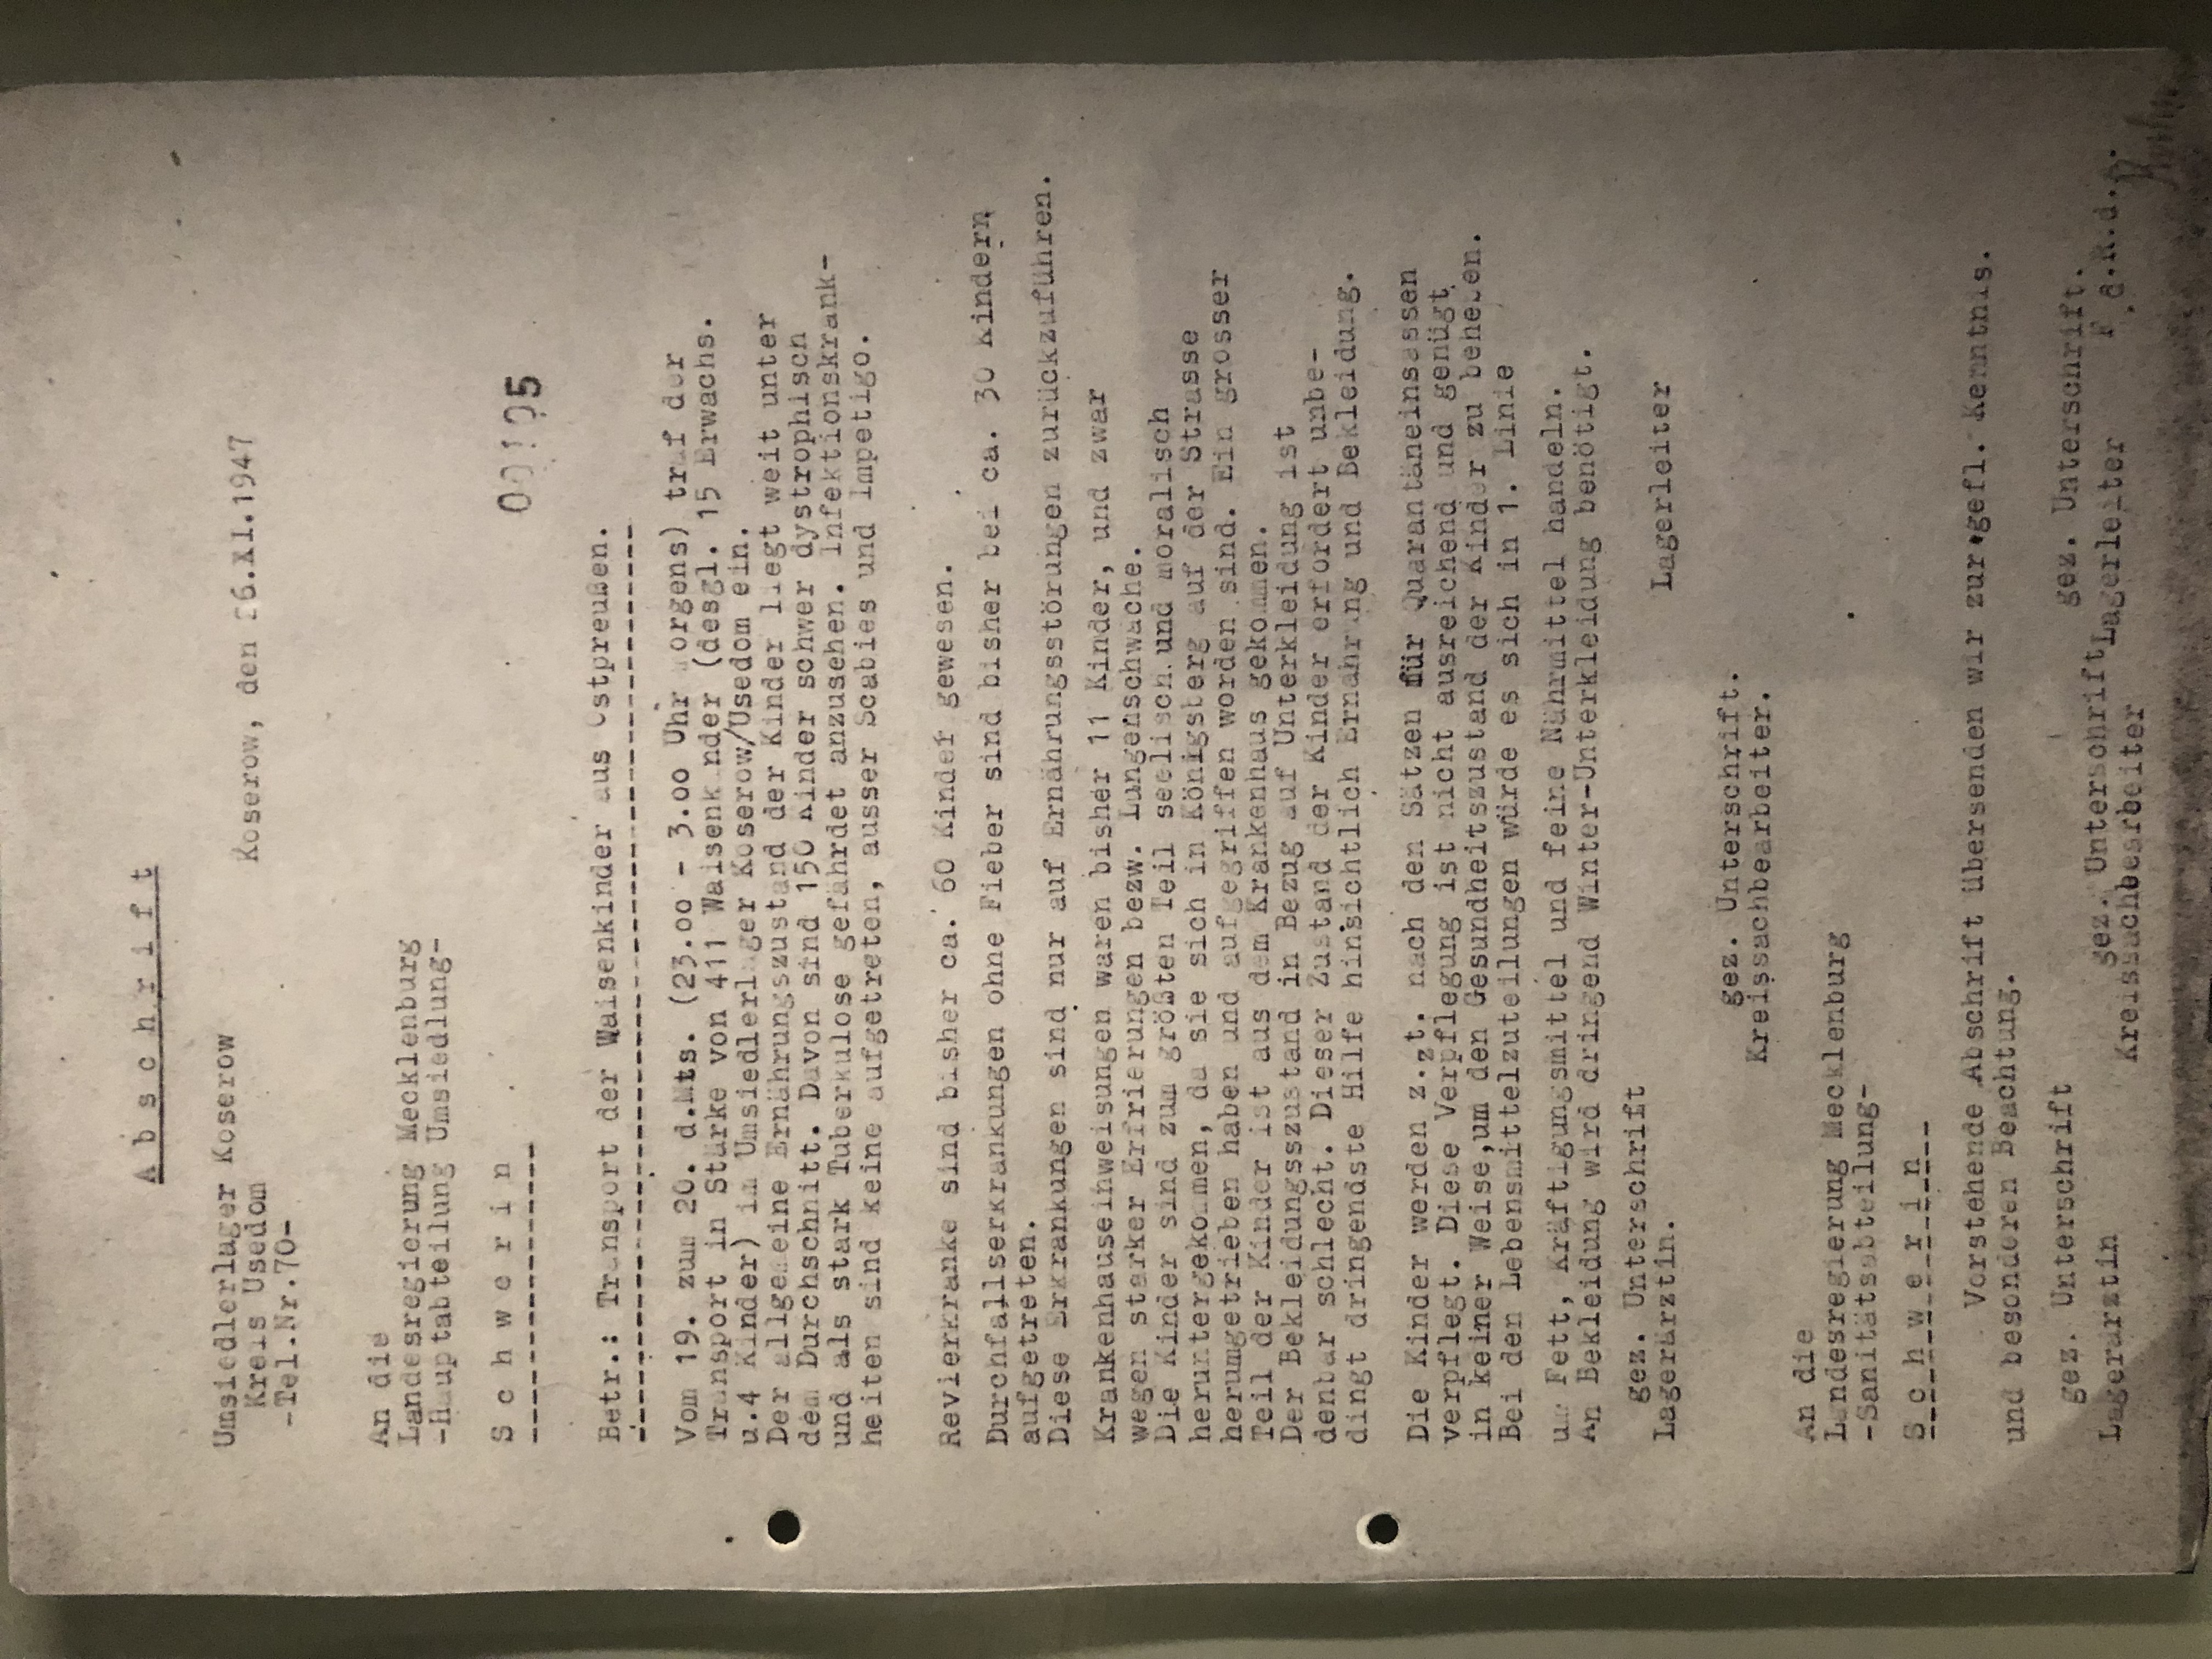 A b s c h r i f t
Umsiedlerlager Koserow
Kreis Usedom
-Tel.Nr.70-
Koserow, den 26.XI.1947
An die
Landesregierung Mecklenburg
-Hauptabteilung Umsiedlung-
00105
S c h w e r i n
Betr.: Transport der Waisenkinder aus Ostpreußen.
Vom 19. zum 20. d.Mts. (23.oo - 3.oo Uhr morgens) traf der
Transport in Stärke von 411 Waisenkinder (desgl. 15 Erwachs.
u.4 Kinder) im Umsiedlerlager Koserow/Usedom ein.
Der allgemeine Ernährungszustand der Kinder liegt weit unter
dem Durchschnitt. Davon sind 150 Kinder schwer dystrophisch
und als stark Tuberkulose gefährdet anzusehen. Infektionskrank-
heiten sind keine aufgetreten, ausser Scabies und Impetigo.
Revierkranke sind bisher ca. 60 Kinder gewesen.
Durchfallserkrankungen ohne Fieber sind bisher bei ca. 30 Kindern
aufgetreten.
Diese Erkrankungen sind nur auf Ernährungsstörungen zurückzuführen.
Krankenhauseinweisungen waren bisher 11 Kinder, und zwar
wegen starker Erfrierungen bezw. Lungenschwäche.
Die Kinder sind zum größten Teil seelisch und moralisch
heruntergekommen, da sie sich in Königsberg auf der Strasse
herumgetrieben haben und aufgegriffen worden sind. Ein grosser
Teil der Kinder ist aus dem Krankenhaus gekommen.
Der Bekleidungszustand in Bezug auf Unterkleidung ist
denkbar schlecht. Dieser Zustand der Kinder erfordert unbe-
dingt dringendste Hilfe hinsichtlich Ernährung und Bekleidung.
Die Kinder werden z.zt. nach den Sätzen für Quarantäneinsassen
verpflegt. Diese Verpflegung ist nicht ausreichend und genügt
in keiner Weise,um den Gesundheitszustand der Kinder zu beheben.
Bei den Lebensmittelzuteilungen würde es sich in 1. Linie
um Fett, Kräftigungsmittel und feine Nährmittel handeln.
An Bekleidung wird dringend Winter-Unterkleidung benötigt.
gez. Unterschrift
Lagerärztin. Lagerleiter
gez. Unterschrift.
Kreissachbearbeiter.
An die
Landesregierung Mecklenburg
-Sanitätsabteilung-
S c h w e r i n
Vorstehende Abschrift übersenden wir zur gefl. Kenntnis.
und besonderen Beachtung.
gez. Unterschrift gez. Unterschrift gez. Unterschrift.
Lagerärztin Kreissachbearbeiter Lagerleiter F.d.R.d.A.